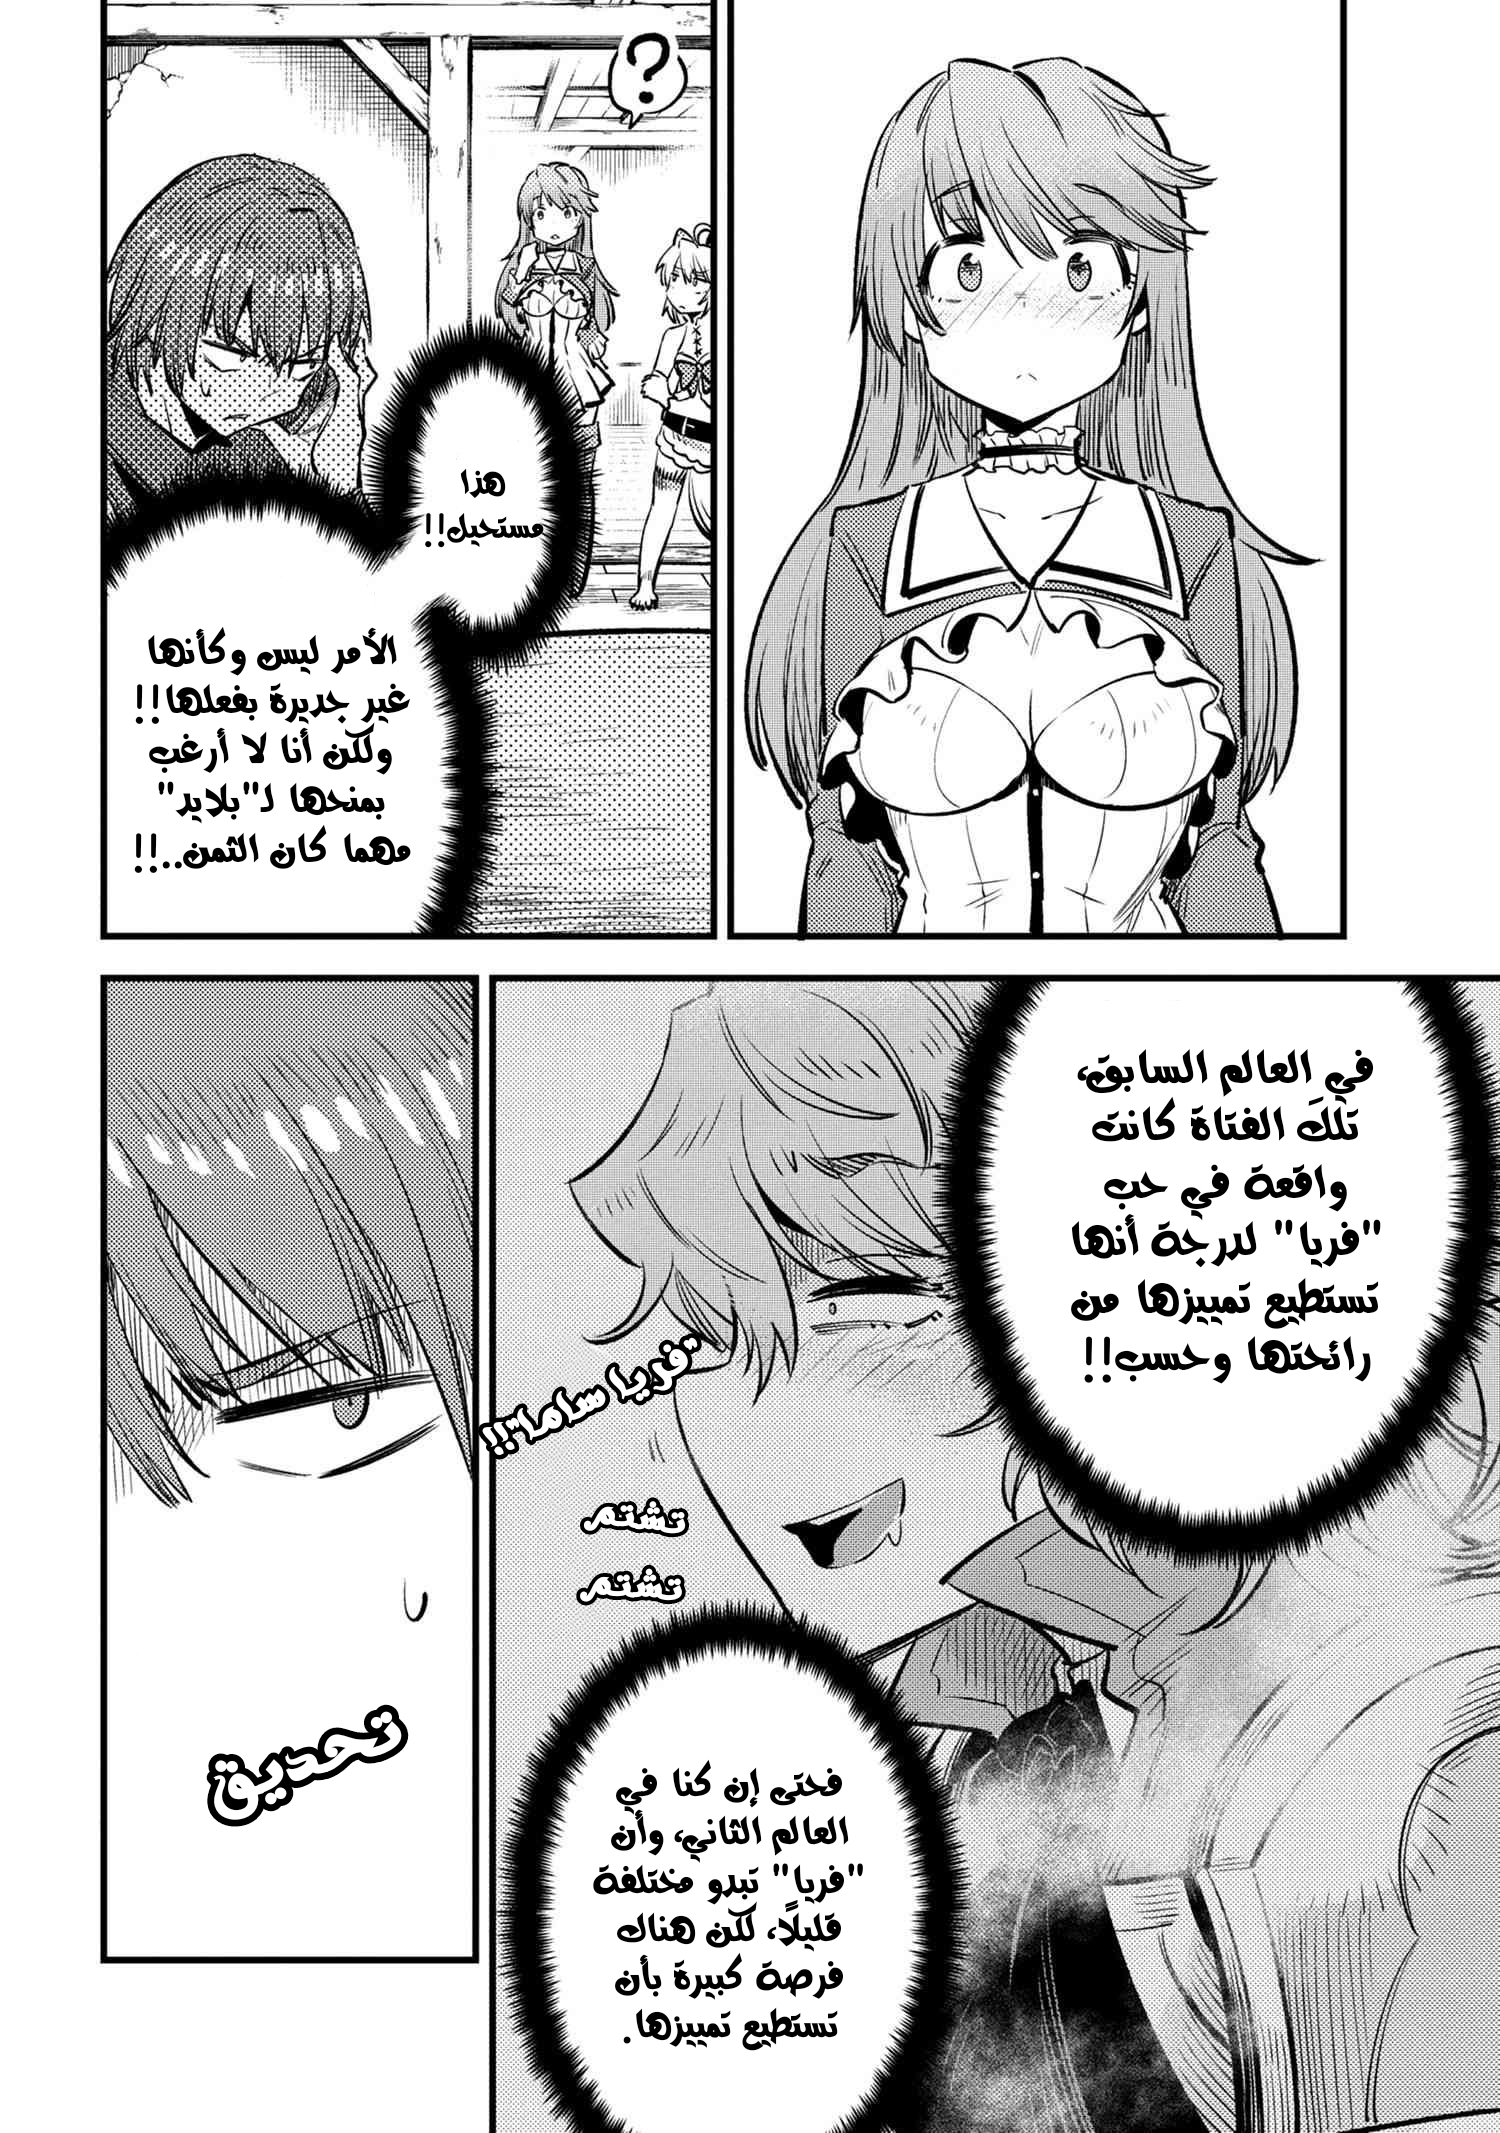 ?
هذا
مستحيل!!
الأمر ليس وكأنها
غير جديرة بفعلها!!
ولكن أنا لا أرغب
بمنحها لـ"بلايد"
مهما كان الثمن..!!
في العالم السابق،
تلكَ الفتاة كانت
واقعة في حب
"فريا" لدرجة أنها
تستطيع تمييزها من
رائحتها وحسب!!
"فريا ساما"!!
تشتم
تشتم
فحتى إن كنا في
العالم الثاني، وأن
"فريا" تبدو مختلفة
قليلًا، لكن هناك
فرصة كبيرة بأن
تستطيع تمييزها.
تحديق